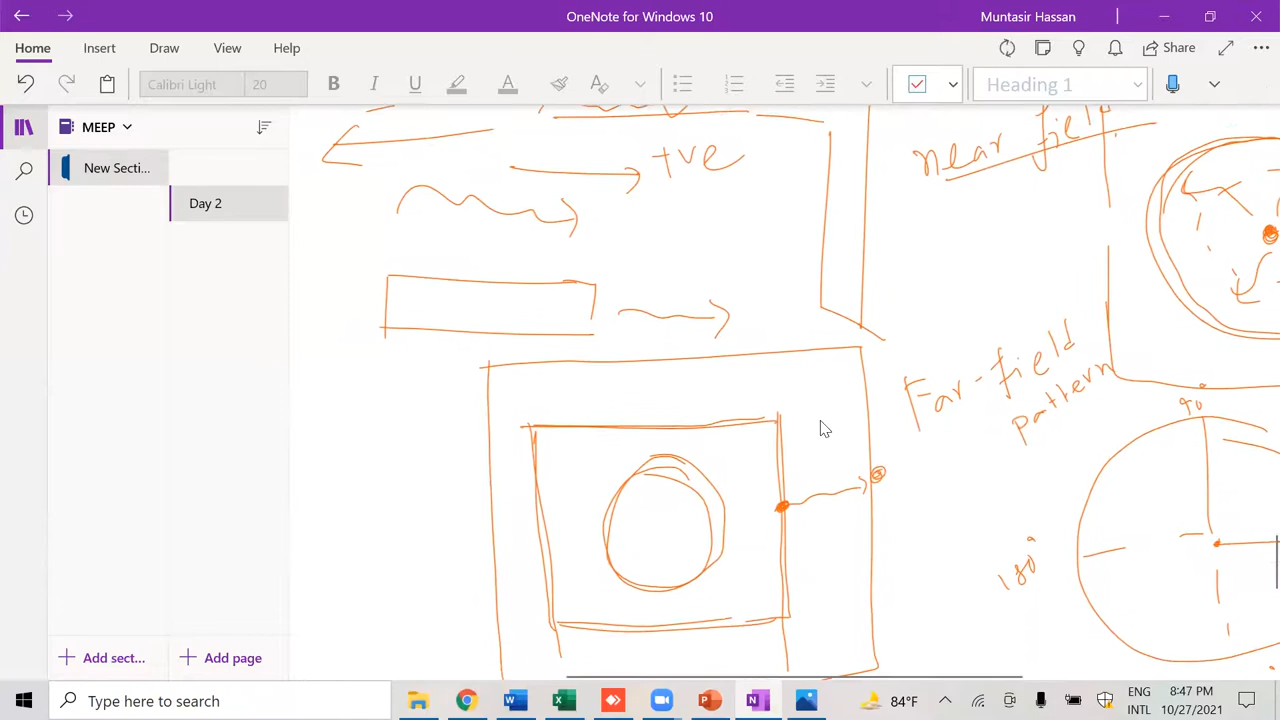 OneNote for Windows 10
Muntasir Hassan
Home
Insert
Draw
View
Help
Share
Calibri Light
20
B
I
U
A
Heading 1
MEEP
New Secti...
Day 2
+ve
near field
Far-field
pattern
90°
180°
Add sect...
Add page
Type here to search
84°F
ENG
INTL
8:47 PM
10/27/2021